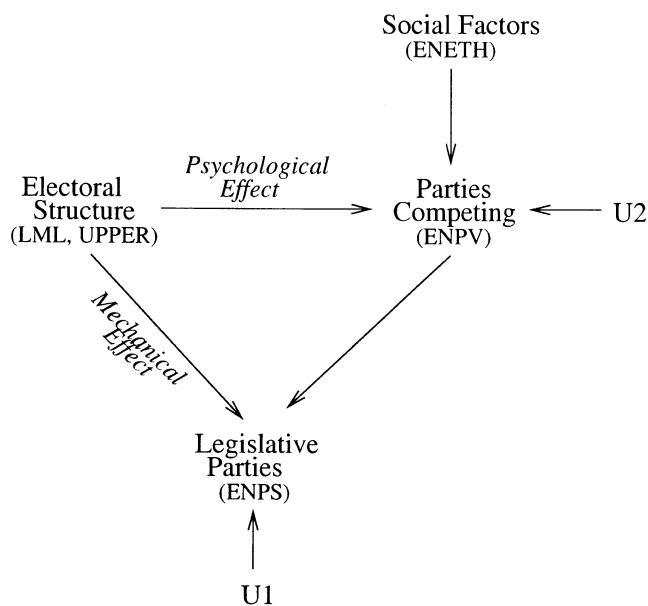 Social Factors
(ENETH)
Psychological
Effect
Electoral
Structure
(LML, UPPER)
Parties
Competing
(ENPV)
U2
Mechanical
Effect
Legislative
Parties
(ENPS)
U1